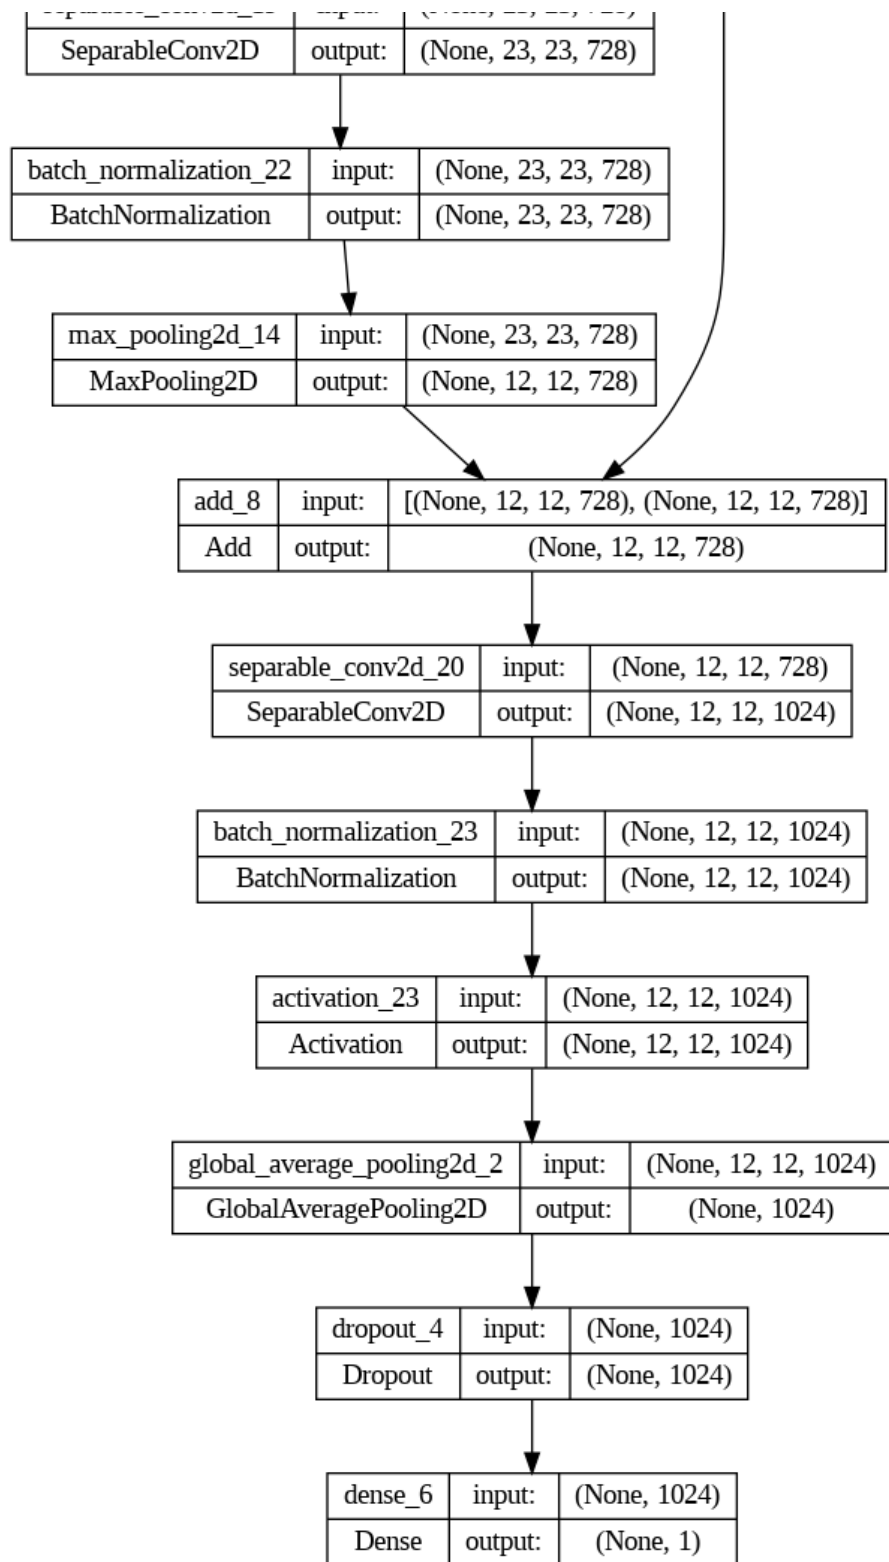 SeparableConv2D output: (None, 23, 23, 728)
batch_normalization_22 input: (None, 23, 23, 728)
BatchNormalization output: (None, 23, 23, 728)
max_pooling2d_14 input: (None, 23, 23, 728)
MaxPooling2D output: (None, 12, 12, 728)
add_8 input: [(None, 12, 12, 728), (None, 12, 12, 728)]
Add output: (None, 12, 12, 728)
separable_conv2d_20 input: (None, 12, 12, 728)
SeparableConv2D output: (None, 12, 12, 1024)
batch_normalization_23 input: (None, 12, 12, 1024)
BatchNormalization output: (None, 12, 12, 1024)
activation_23 input: (None, 12, 12, 1024)
Activation output: (None, 12, 12, 1024)
global_average_pooling2d_2 input: (None, 12, 12, 1024)
GlobalAveragePooling2D output: (None, 1024)
dropout_4 input: (None, 1024)
Dropout output: (None, 1024)
dense_6 input: (None, 1024)
Dense output: (None, 1)